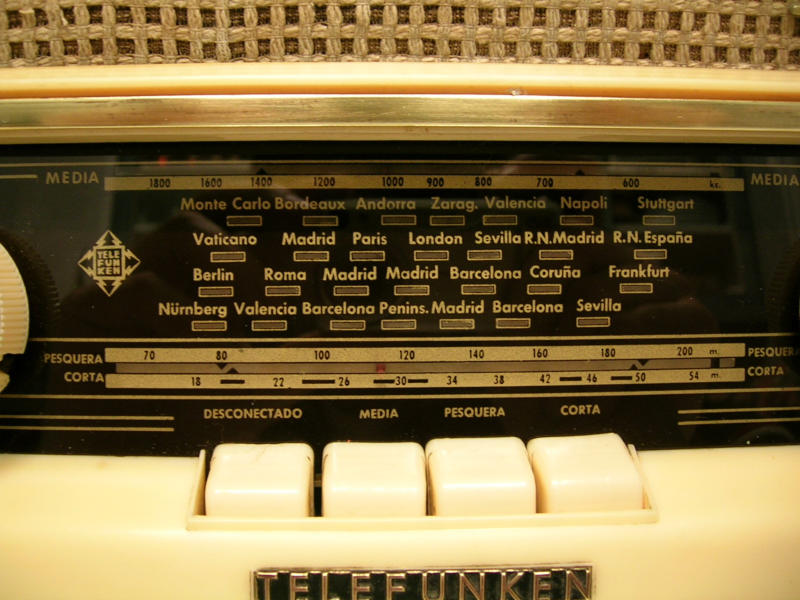 MEDIA 1800 1600 1400 1200 1000 900 800 700 600 kc. MEDIA
Monte Carlo Bordeaux Andorra Zarag. Valencia Napoli Stuttgart
Vaticano Madrid Paris London Sevilla R.N.Madrid R.N.España
TELE
FUN
KEN
Berlin Roma Madrid Madrid Barcelona Coruña Frankfurt
Nürnberg Valencia Barcelona Penins. Madrid Barcelona Sevilla
PESQUERA 70 80 100 120 140 160 180 200 m. PESQUER
CORTA 18 22 26 30 34 38 42 46 50 54 m. CORTA
DESCONECTADO MEDIA PESQUERA CORTA
TELEFUNKEN